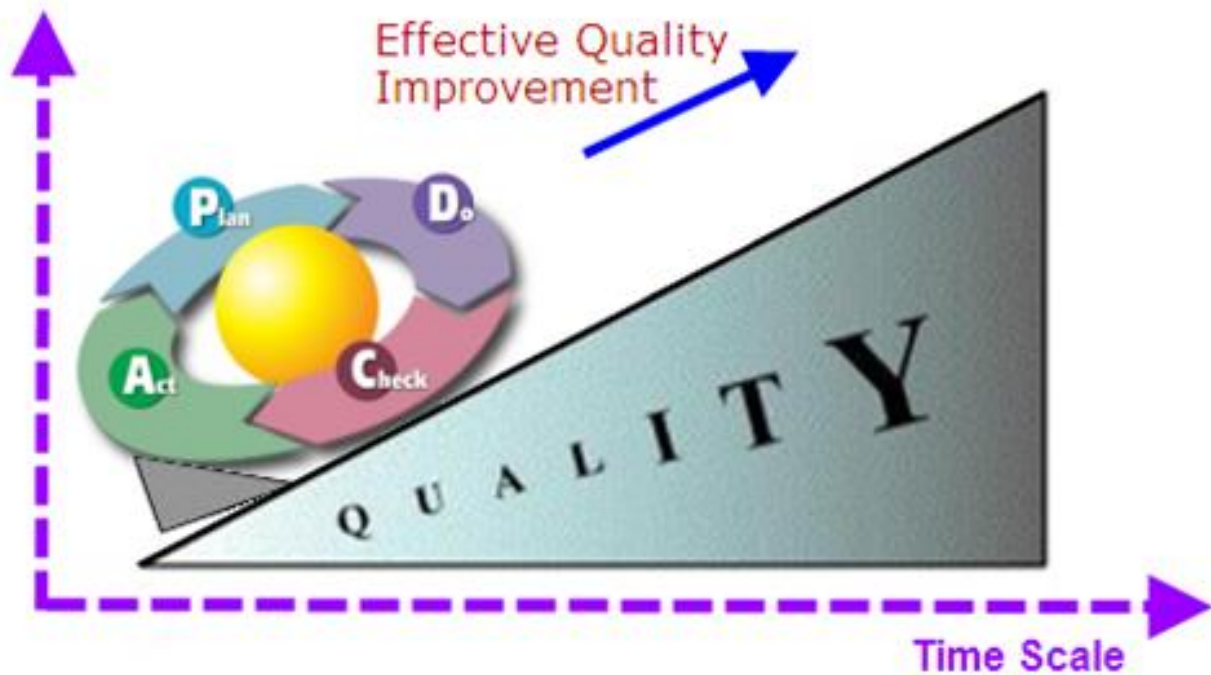 Effective Quality
Improvement
Plan
Do
Act
Check
QUALITY
Time Scale